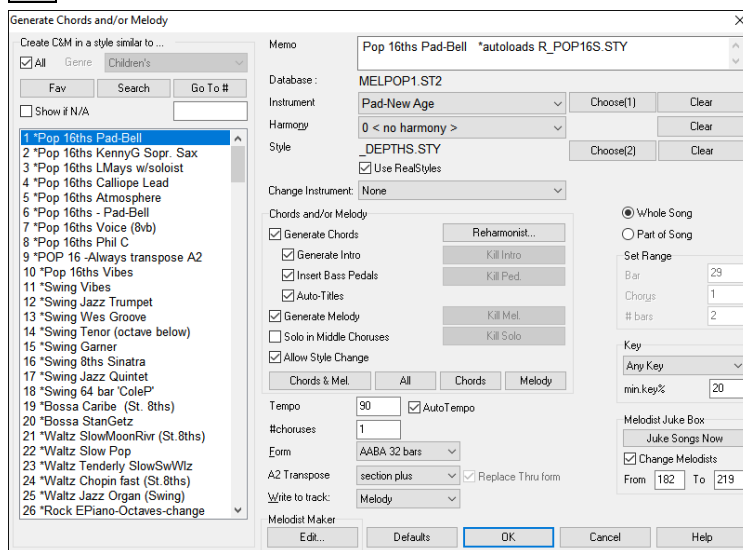 Generate Chords and/or Melody
Create C&M in a style similar to ...
All Genre Children's
Fav Search Go To #
Show if N/A
1 *Pop 16ths Pad-Bell
2 *Pop 16ths KennyG Sopr. Sax
3 *Pop 16ths LMays w/soloist
4 *Pop 16ths Calliope Lead
5 *Pop 16ths Atmosphere
6 *Pop 16ths - Pad-Bell
7 *Pop 16ths Voice (8vb)
8 *Pop 16ths Phil C
9 *POP 16 -Always transpose A2
10 *Pop 16ths Vibes
11 *Swing Vibes
12 *Swing Jazz Trumpet
13 *Swing Wes Groove
14 *Swing Tenor (octave below)
15 *Swing Garner
16 *Swing 8ths Sinatra
17 *Swing Jazz Quintet
18 *Swing 64 bar 'ColeP'
19 *Bossa Caribe (St. 8ths)
20 *Bossa StanGetz
21 *Waltz SlowMoonRivr (St.8ths)
22 *Waltz Slow Pop
23 *Waltz Tenderly SlowSwWlz
24 *Waltz Chopin fast (St.8ths)
25 *Waltz Jazz Organ (Swing)
26 *Rock EPiano-Octaves-change
Memo Pop 16ths Pad-Bell *autoloads R_POP16S.STY
Database : MELPOP1.ST2
Instrument Pad-New Age Choose(1) Clear
Harmony 0 < no harmony > Clear
Style _DEPTHS.STY Choose(2) Clear
Use RealStyles
Change Instrument: None
Chords and/or Melody
Generate Chords Reharmonist...
Generate Intro Kill Intro
Insert Bass Pedals Kill Ped.
Auto-Titles
Generate Melody Kill Mel.
Solo in Middle Choruses Kill Solo
Allow Style Change
Chords & Mel. All Chords Melody
Tempo 90 AutoTempo
#choruses 1
Form AABA 32 bars
A2 Transpose section plus Replace Thru form
Write to track: Melody
Melodist Maker
Edit... Defaults OK Cancel Help
Whole Song
Part of Song
Set Range
Bar 29
Chorus 1
# bars 2
Key
Any Key
min.key% 20
Melodist Juke Box
Juke Songs Now
Change Melodists
From 182 To 219